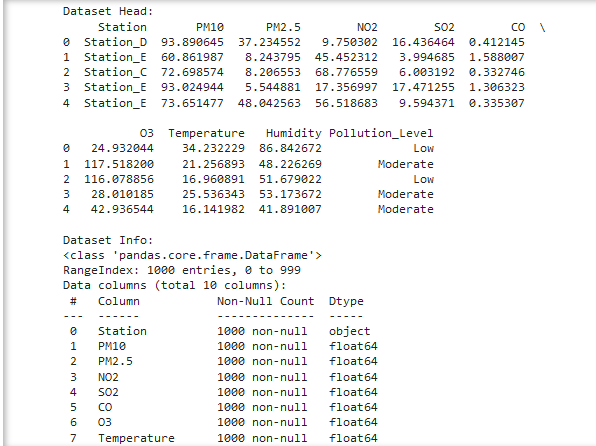 Dataset Head:
Station PM10 PM2.5 NO2 SO2 CO \
0 Station_D 93.890645 37.234552 9.750302 16.436464 0.412145
1 Station_E 60.861987 8.243795 45.452312 3.994685 1.588007
2 Station_C 72.698574 8.206553 68.776559 6.003192 0.332746
3 Station_E 93.024944 5.544881 17.356997 17.471255 1.306323
4 Station_E 73.651477 48.042563 56.518683 9.594371 0.335307
O3 Temperature Humidity Pollution_Level
0 24.932044 34.232229 86.842672 Low
1 117.518200 21.256893 48.226269 Moderate
2 116.078856 16.960891 51.679022 Low
3 28.010185 25.536343 53.173672 Moderate
4 42.936544 16.141982 41.891007 Moderate
Dataset Info:
<class 'pandas.core.frame.DataFrame'>
RangeIndex: 1000 entries, 0 to 999
Data columns (total 10 columns):
# Column Non-Null Count Dtype
--- ------ -------------- -----
0 Station 1000 non-null object
1 PM10 1000 non-null float64
2 PM2.5 1000 non-null float64
3 NO2 1000 non-null float64
4 SO2 1000 non-null float64
5 CO 1000 non-null float64
6 O3 1000 non-null float64
7 Temperature 1000 non-null float64